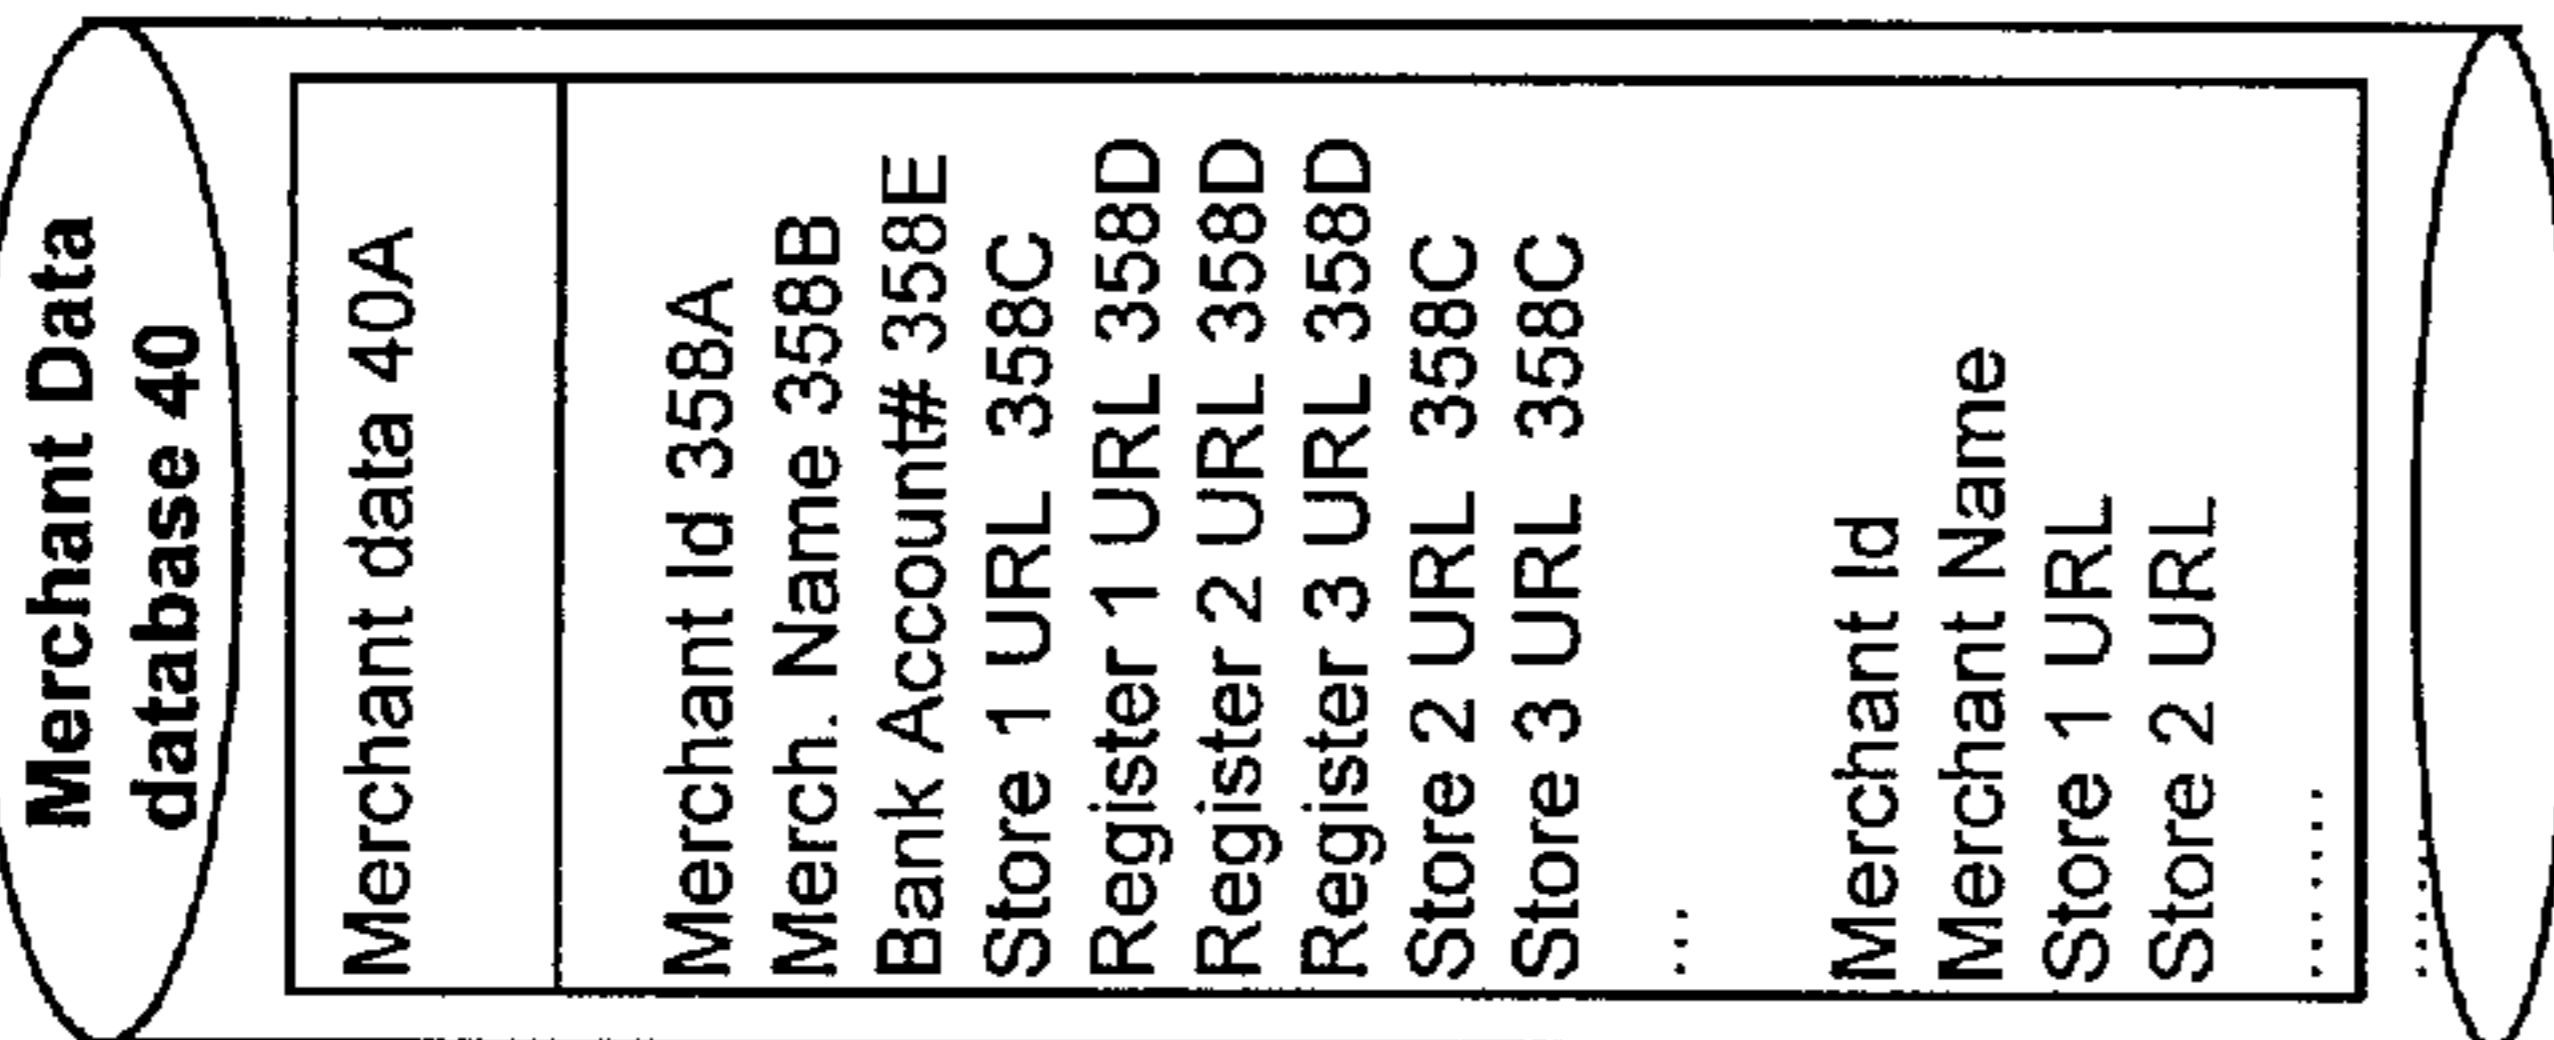 Merchant Data
database 40
Merchant data 40A
Merchant Id 358A
Merch. Name 358B
Bank Account# 358E
Store 1 URL 358C
Register 1 URL 358D
Register 2 URL 358D
Register 3 URL 358D
Store 2 URL 358C
Store 3 URL 358C
...
Merchant Id
Merchant Name
Store 1 URL
Store 2 URL
......
.....